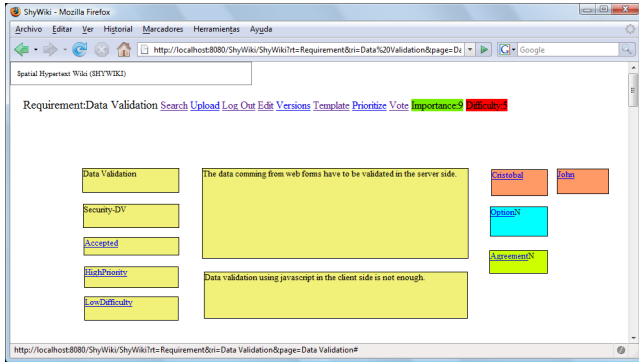 ShyWiki - Mozilla Firefox
Archivo Editar Ver Historial Marcadores Herramientas Ayuda
http://localhost:8080/ShyWiki/ShyWiki?rt=Requirement&ri=Data%20Validation&page=Da
Google
Spatial Hypertext Wiki (SHYWIKI)
Requirement:Data Validation Search Upload Log Out Edit Versions Template Prioritize Vote Importance:9 Difficulty:5
Data Validation
The data comming from web forms have to be validated in the server side.
Cristobal
John
Security-DV
OptionN
Accepted
AgreementN
HighPriority
Data validation using javascript in the client side is not enough.
LowDifficulty
http://localhost:8080/ShyWiki/ShyWiki?rt=Requirement&ri=Data Validation&page=Data Validation#